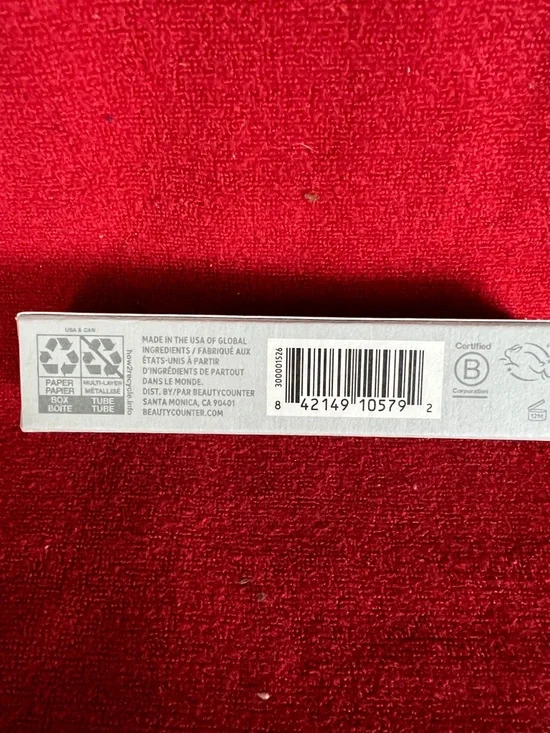 USA & CAN
PAPER
PAPIER
BOX
BOÎTE
MULTI-LAYER
MÉTALLISÉ
TUBE
TUBE
how2recycle.info
MADE IN THE USA OF GLOBAL
INGREDIENTS / FABRIQUÉ AUX
ÉTATS-UNIS À PARTIR
D'INGRÉDIENTS DE PARTOUT
DANS LE MONDE.
DIST. BY/PAR BEAUTYCOUNTER
SANTA MONICA, CA 90401
BEAUTYCOUNTER.COM
300001526
8 42149 10579 2
Certified
B
Corporation
12M